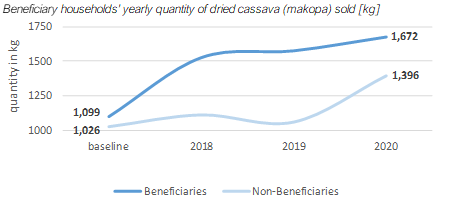 Beneficiary households' yearly quantity of dried cassava (makopa) sold [kg]
1750
1,672
1500
1,396
1250
1,099
1000
1,026
baseline 2018 2019 2020
quantity in kg
Beneficiaries Non-Beneficiaries